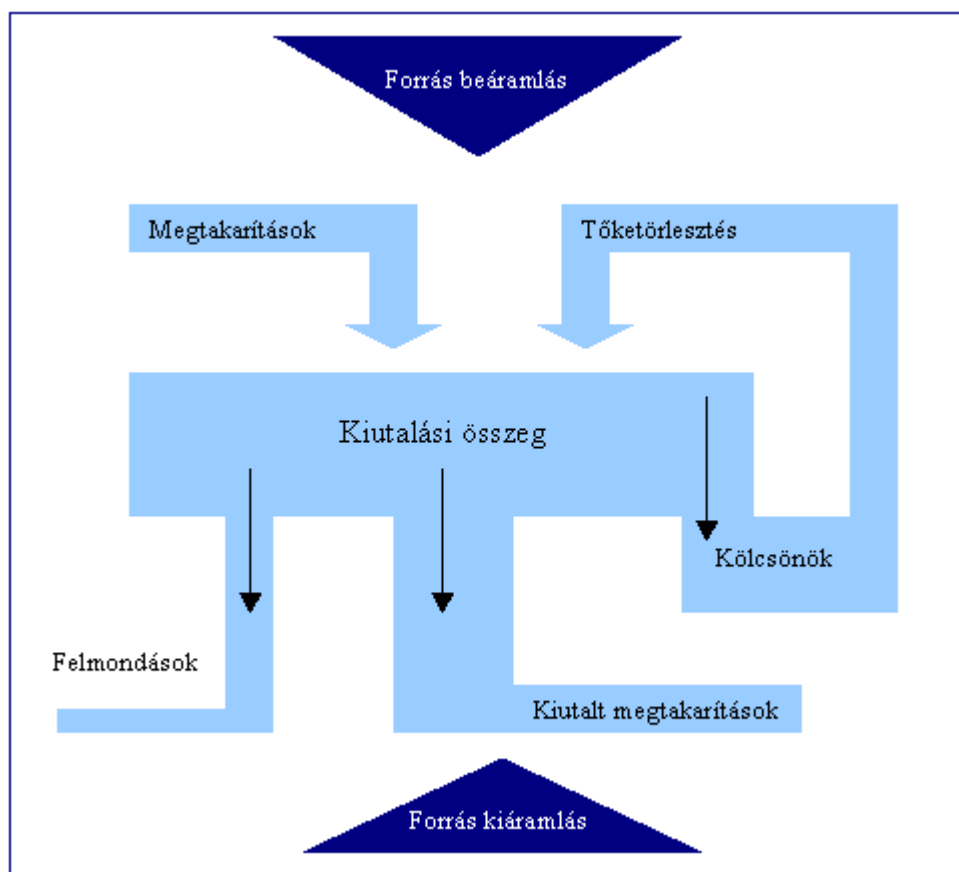 Forrás beáramlás
Megtakarítások
Tőketörlesztés
Kiutalási összeg
Kölcsönök
Felmondások
Kiutalt megtakarítások
Forrás kiáramlás